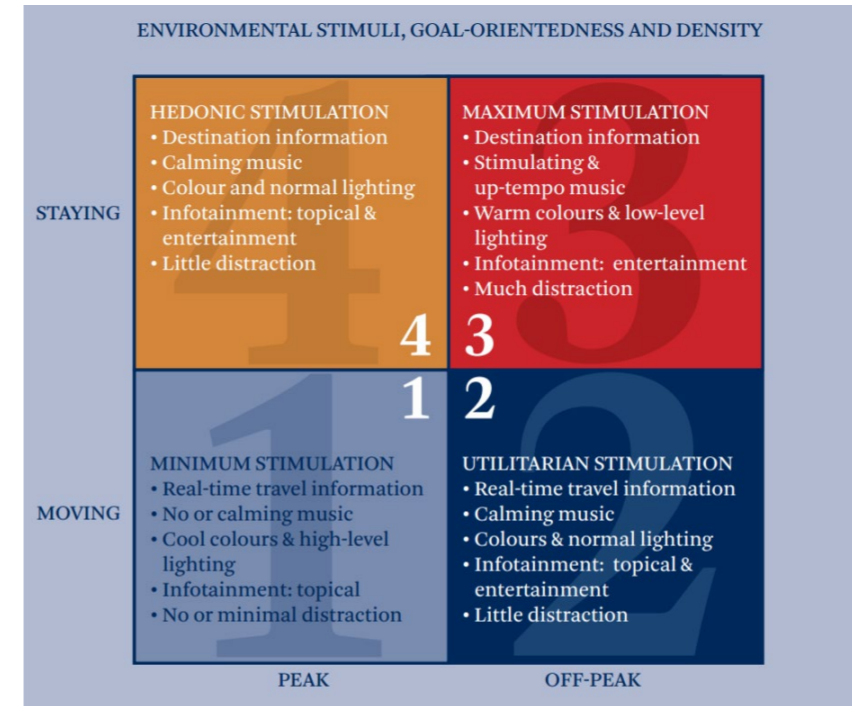 ENVIRONMENTAL STIMULI, GOAL-ORIENTEDNESS AND DENSITY
STAYING
HEDONIC STIMULATION
• Destination information
• Calming music
• Colour and normal lighting
• Infotainment: topical &
entertainment
• Little distraction
4
4
MAXIMUM STIMULATION
• Destination information
• Stimulating &
up-tempo music
• Warm colours & low-level
lighting
• Infotainment: entertainment
• Much distraction
3
3
MOVING
1
1
MINIMUM STIMULATION
• Real-time travel information
• No or calming music
• Cool colours & high-level
lighting
• Infotainment: topical
• No or minimal distraction
2
2
UTILITARIAN STIMULATION
• Real-time travel information
• Calming music
• Colours & normal lighting
• Infotainment: topical &
entertainment
• Little distraction
PEAK
OFF-PEAK